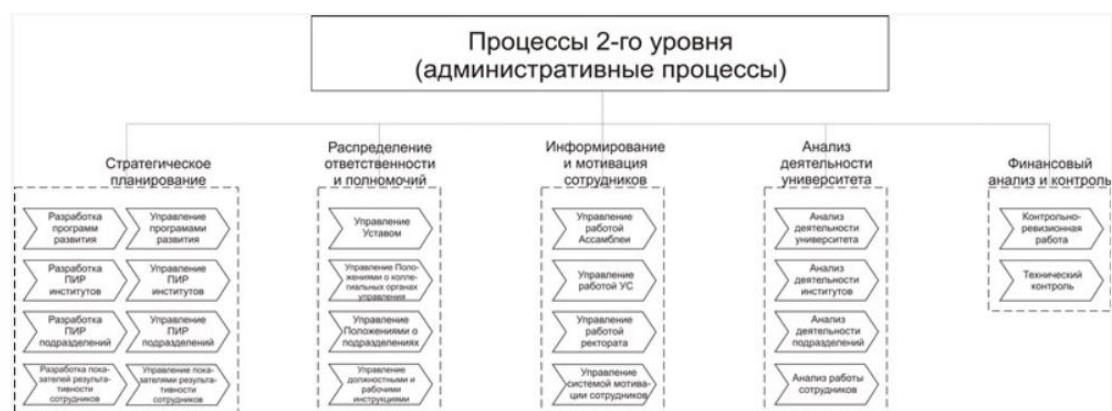 Процессы 2-го уровня
(административные процессы)
Стратегическое
планирование
Разработка
программ
развития
Управление
програмами
развития
Разработка
ПИР
институтов
Управление
ПИР
институтов
Разработка
ПИР
подразделений
Управление
ПИР
подразделений
Разработка пока-
зателей результа-
тивности
сотрудников
Управление пока-
зателями результа-
тивности
сотрудников
Распределение
ответственности
и полномочий
Управление
Уставом
Управление Поло-
жениями о колле-
гиальных органах
управления
Управление
Положениями о
подразделениях
Управление
должностными и
рабочими
инструкциями
Информирование
и мотивация
сотрудников
Управление
работой
Ассамблеи
Управление
работой УС
Управление
работой
ректората
Управление
системой мотива-
ции сотрудников
Анализ
деятельности
университета
Анализ
деятельности
университета
Анализ
деятельности
институтов
Анализ
деятельности
подразделений
Анализ работы
сотрудников
Финансовый
анализ и контроль
Контрольно-
ревизионная
работа
Технический
контроль